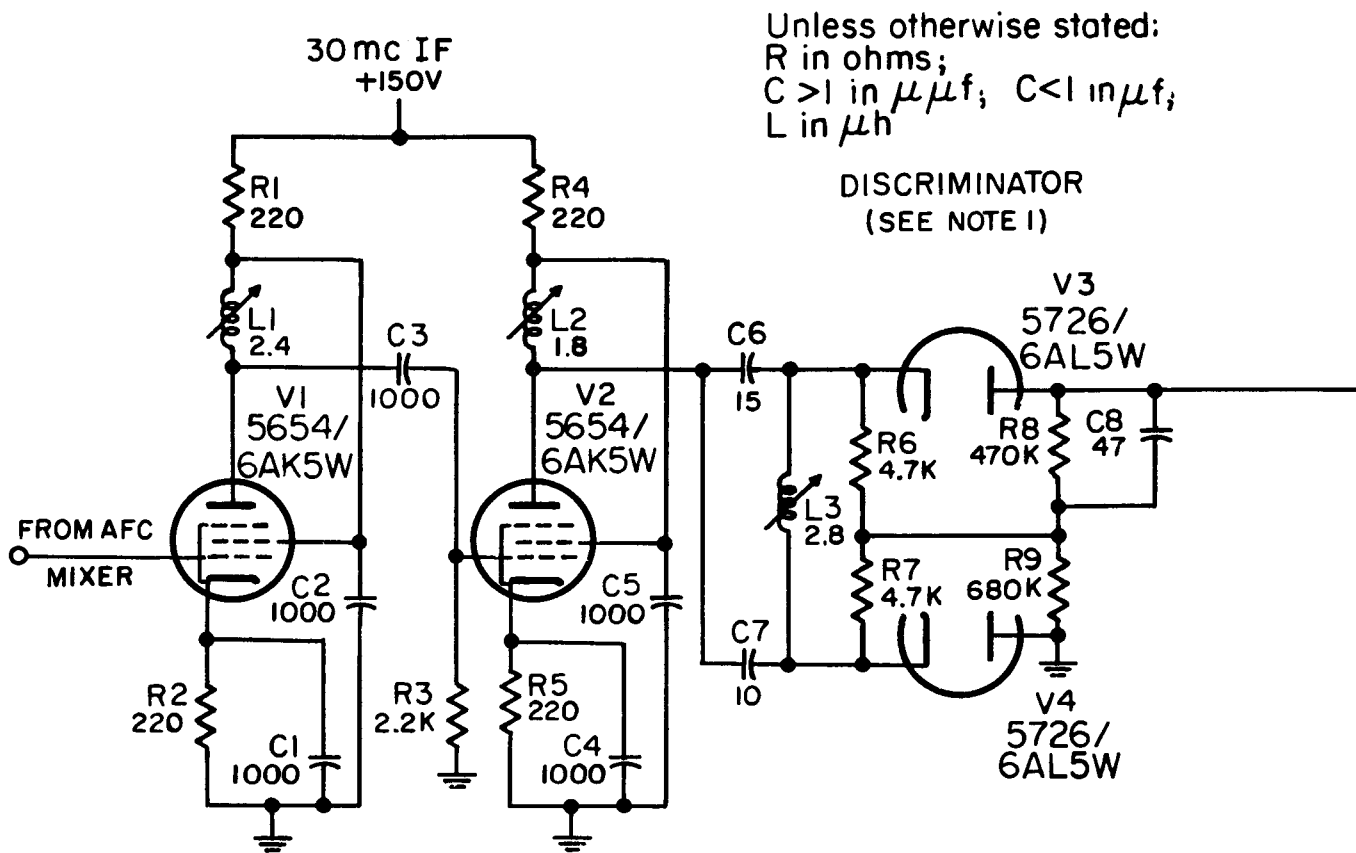 30 mc IF
+150V
Unless otherwise stated:
R in ohms;
C >1 in μμf; C<1 in μf;
L in μh
DISCRIMINATOR
(SEE NOTE 1)
R1
220
R4
220
L1
2.4
C3
1000
L2
1.8
C6
15
V3
5726/
6AL5W
V1
5654/
6AK5W
V2
5654/
6AK5W
R6
4.7K
R8
470K
C8
47
L3
2.8
FROM AFC
MIXER
C2
1000
C5
1000
R7
4.7K
R9
680K
C7
10
R2
220
C1
1000
R3
2.2K
R5
220
C4
1000
V4
5726/
6AL5W